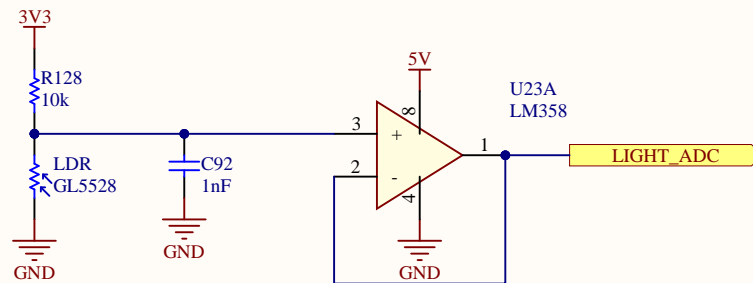 3V3
R128
10k
LDR
GL5528
GND
C92
1nF
GND
5V
U23A
LM358
3
+
8
1
2
-
4
GND
LIGHT_ADC